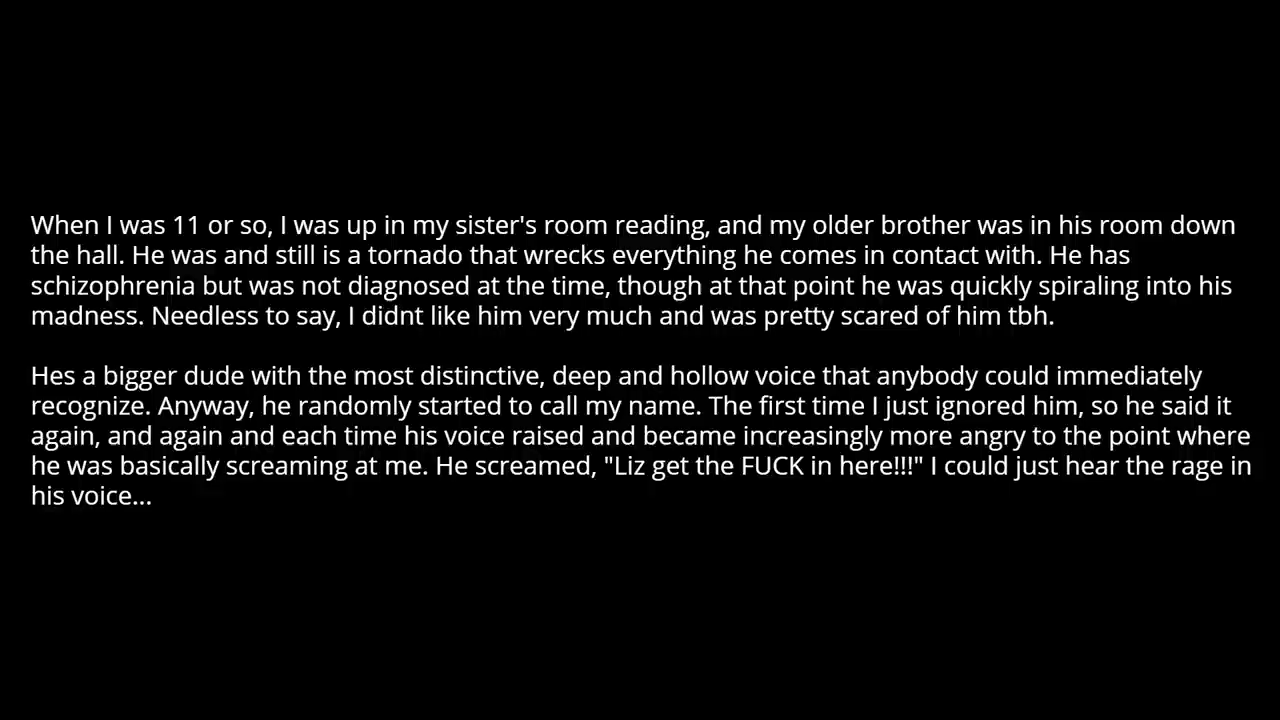 When I was 11 or so, I was up in my sister's room reading, and my older brother was in his room down
the hall. He was and still is a tornado that wrecks everything he comes in contact with. He has
schizophrenia but was not diagnosed at the time, though at that point he was quickly spiraling into his
madness. Needless to say, I didnt like him very much and was pretty scared of him tbh.
Hes a bigger dude with the most distinctive, deep and hollow voice that anybody could immediately
recognize. Anyway, he randomly started to call my name. The first time I just ignored him, so he said it
again, and again and each time his voice raised and became increasingly more angry to the point where
he was basically screaming at me. He screamed, "Liz get the FUCK in here!!!" I could just hear the rage in
his voice...